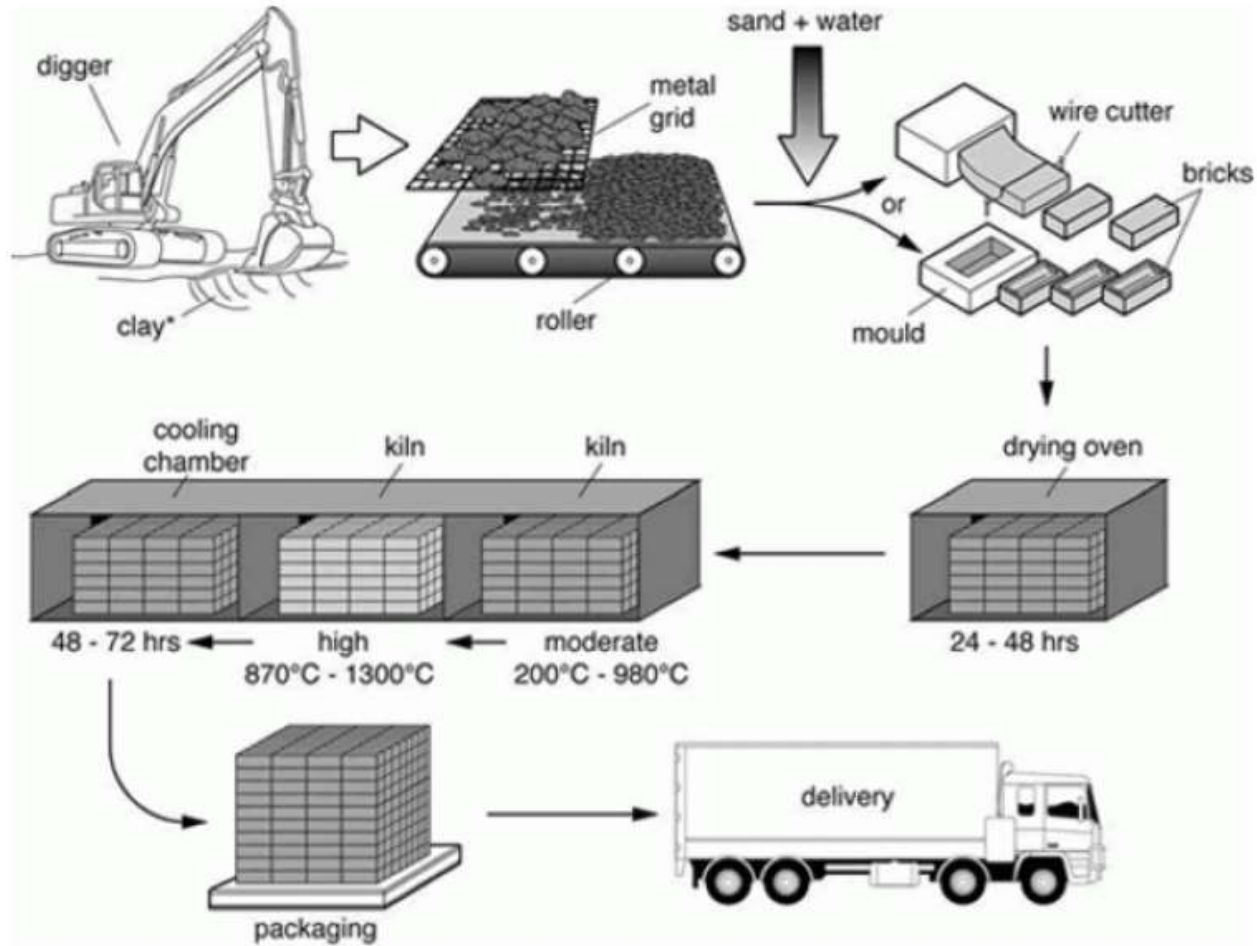 digger
clay*
metal
grid
roller
sand + water
or
wire cutter
bricks
mould
drying oven
24 - 48 hrs
kiln
moderate
200°C - 980°C
kiln
high
870°C - 1300°C
cooling
chamber
48 - 72 hrs
packaging
delivery